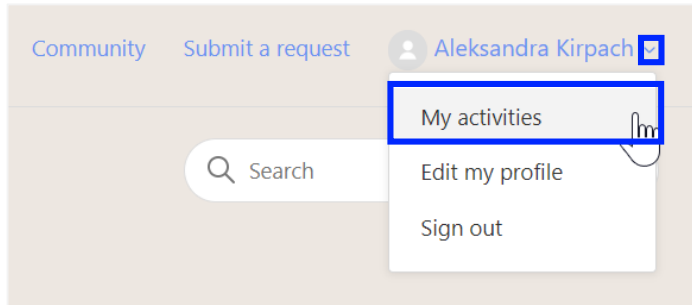 Community Submit a request Aleksandra Kirpach
My activities
Search
Edit my profile
Sign out